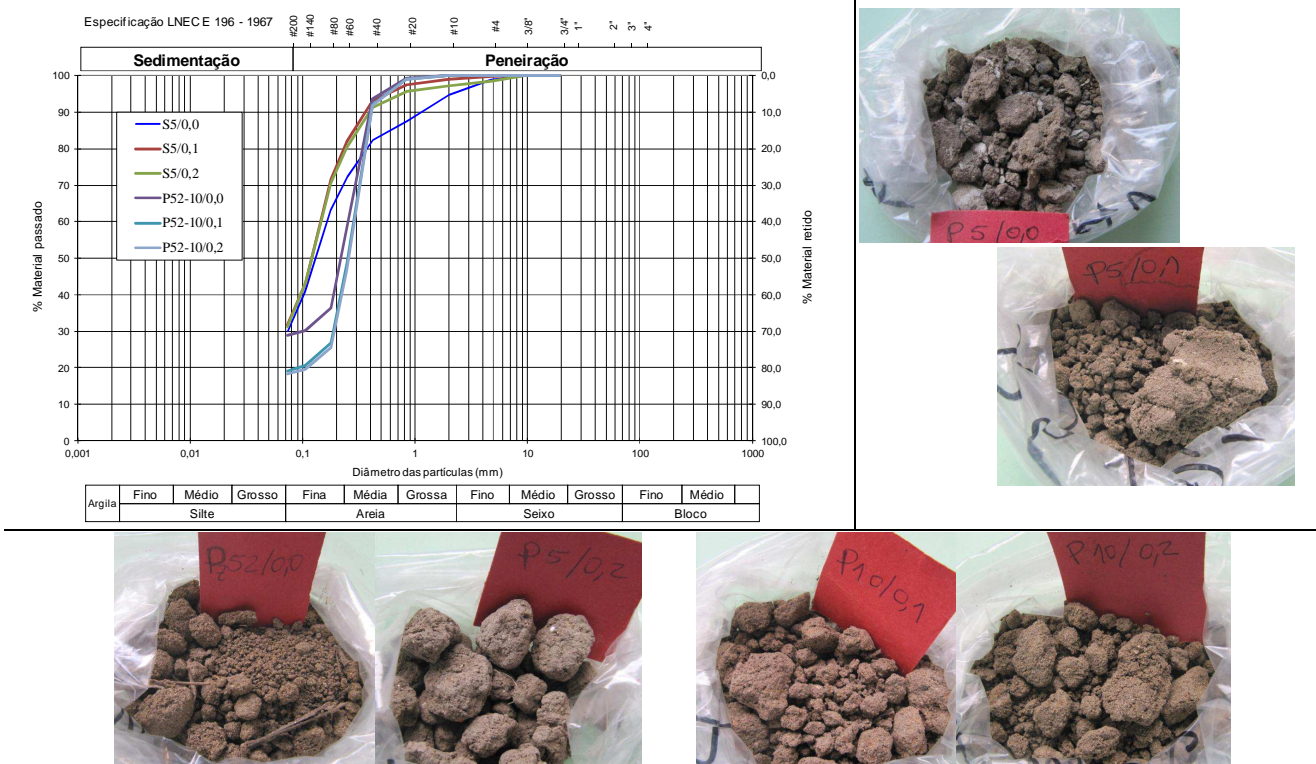 Especificação LNEC E 196 - 1967
#200 #140 #80 #60 #40 #20 #10 #4 3/8" 3/4" 1" 2" 3" 4"
Sedimentação Peneiração
100 0,0
90 10,0
80 20,0
70 30,0
60 40,0
50 50,0
40 60,0
30 70,0
20 80,0
10 90,0
0 100,0
S5/0,0
S5/0,1
S5/0,2
P52-10/0,0
P52-10/0,1
P52-10/0,2
% Material passado
% Material retido
0,001 0,01 0,1 1 10 100 1000
Diâmetro das partículas (mm)
Argila Fino Médio Grosso Fina Média Grossa Fino Médio Grosso Fino Médio
Silte Areia Seixo Bloco
P5/0,0
P5/0,1
P52/0,0
P5/0,2
P10/0,1
P10/0,2